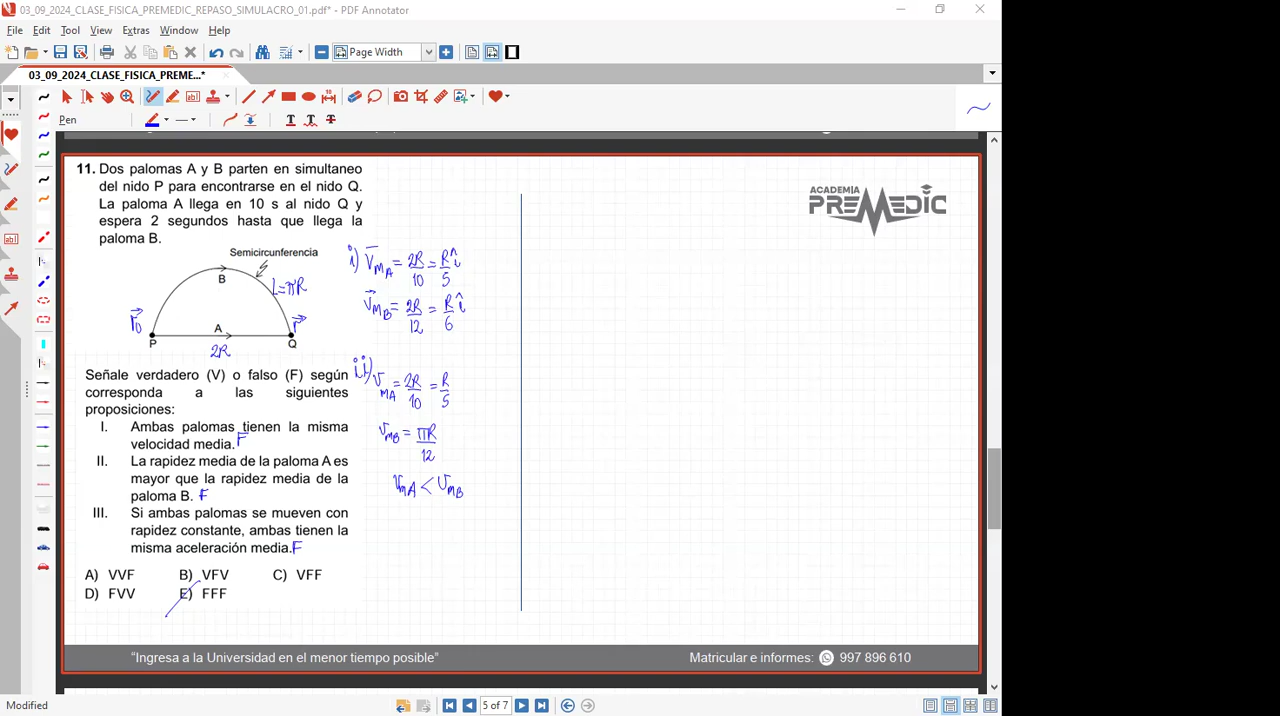 03_09_2024_CLASE_FISICA_PREMEDIC_REPASO_SIMULACRO_01.pdf* - PDF Annotator
File Edit Tool Extras Window Help
Page Width
03_09_2024_CLASE_FISICA_PREME...*
Pen
11. Dos palomas A y B parten en simultaneo
del nido P para encontrarse en el nido Q.
La paloma A llega en 10 s al nido Q y
espera 2 segundos hasta que llega la
paloma B.
ACADEMIA
PREMEDIC
Semicircunferencia
B
L=πR
A
P
Q
2R
i) V⃗mA = 2R/10 = R/5 î
V⃗mB = 2R/12 = R/6 î
ii) VmA = 2R/10 = R/5
VmB = πR/12
VmA < VmB
Señale verdadero (V) o falso (F) según
corresponda a las siguientes
proposiciones:
I. Ambas palomas tienen la misma
velocidad media. F
II. La rapidez media de la paloma A es
mayor que la rapidez media de la
paloma B. F
III. Si ambas palomas se mueven con
rapidez constante, ambas tienen la
misma aceleración media. F
A) VVF B) VFV C) VFF
D) FVV E) FFF
“Ingresa a la Universidad en el menor tiempo posible” Matricular e informes: 997 896 610
Modified
5 of 7